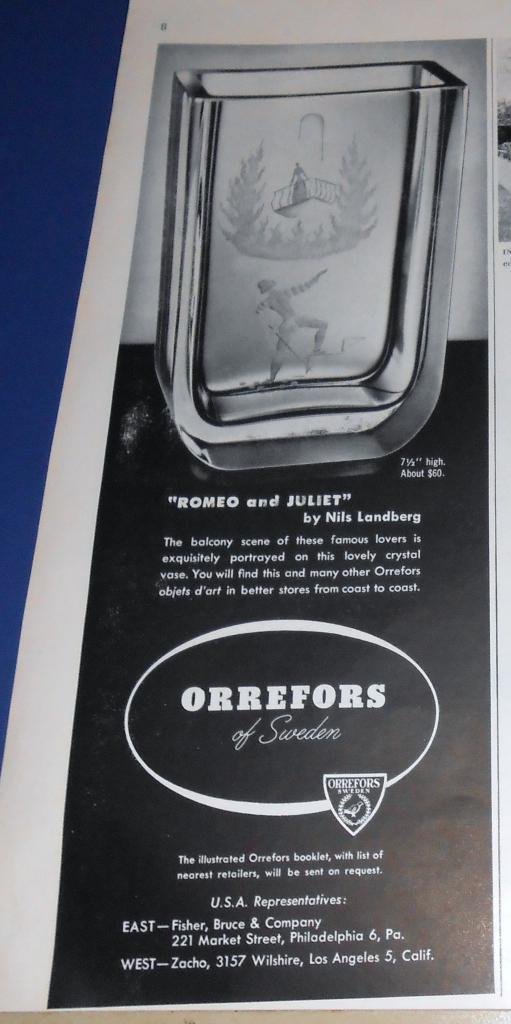 6
7½" high.
About $60.
"ROMEO and JULIET"
by Nils Landberg
The balcony scene of these famous lovers is
exquisitely portrayed on this lovely crystal
vase. You will find this and many other Orrefors
objets d'art in better stores from coast to coast.
ORREFORS
of Sweden
ORREFORS
SWEDEN
The illustrated Orrefors booklet, with list of
nearest retailers, will be sent on request.
U.S.A. Representatives:
EAST—Fisher, Bruce & Company
221 Market Street, Philadelphia 6, Pa.
WEST—Zacho, 3157 Wilshire, Los Angeles 5, Calif.